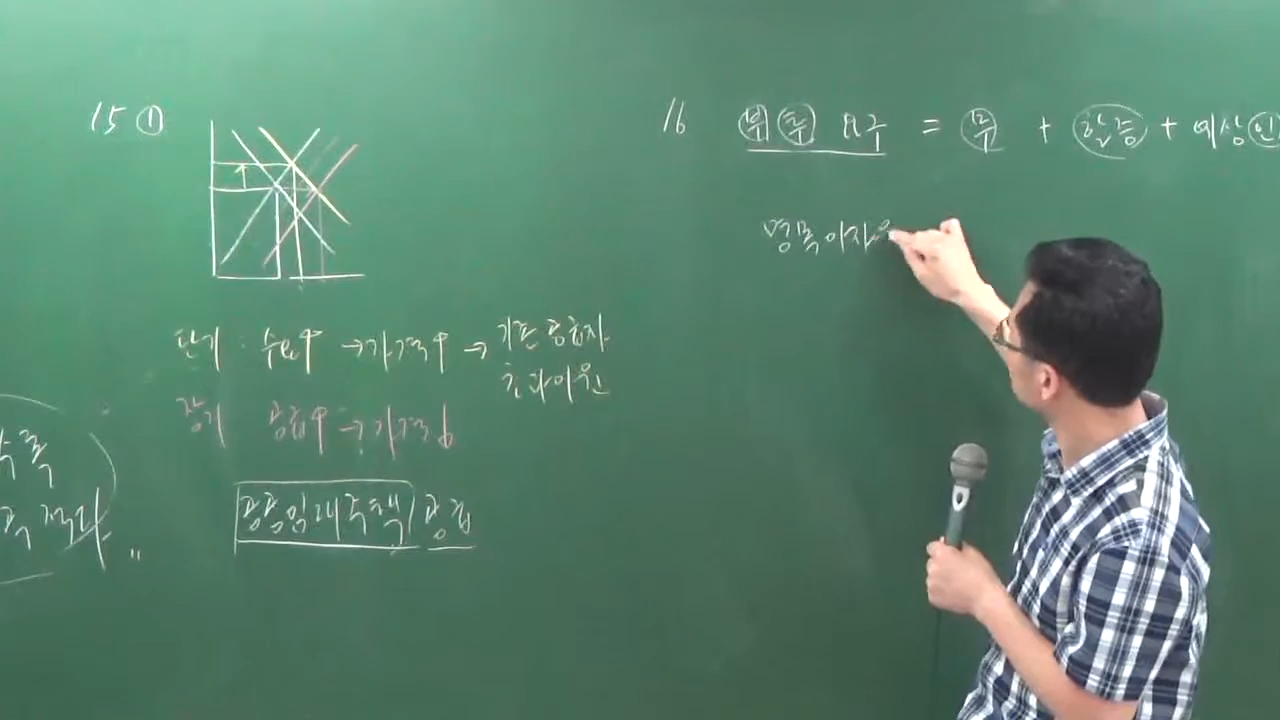 15 ①
단기 : 수요↑ → 가격↑ → 기존 공급자
초과이윤
장기 공급↑ → 가격↓
공공임대주택 공급
16 위 험 요구 = 무 + 할증 + 예상 인
명목이자율
"